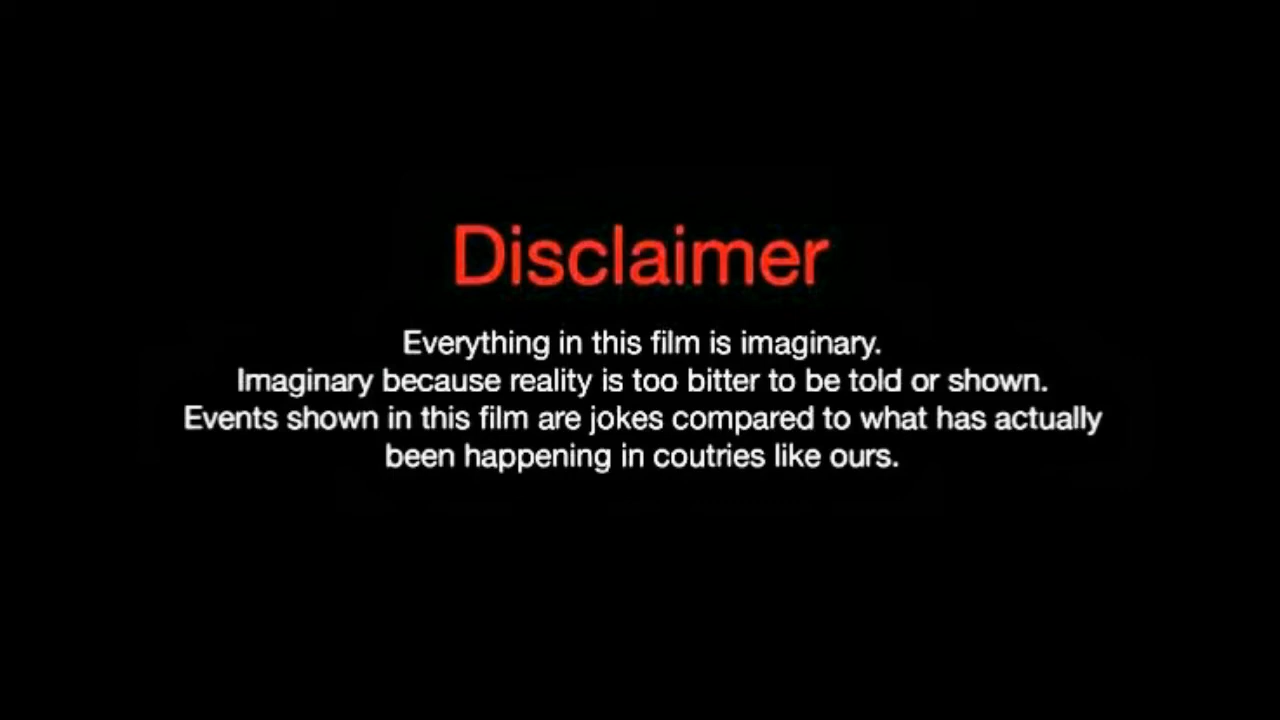 Disclaimer
Everything in this film is imaginary.
Imaginary because reality is too bitter to be told or shown.
Events shown in this film are jokes compared to what has actually
been happening in coutries like ours.